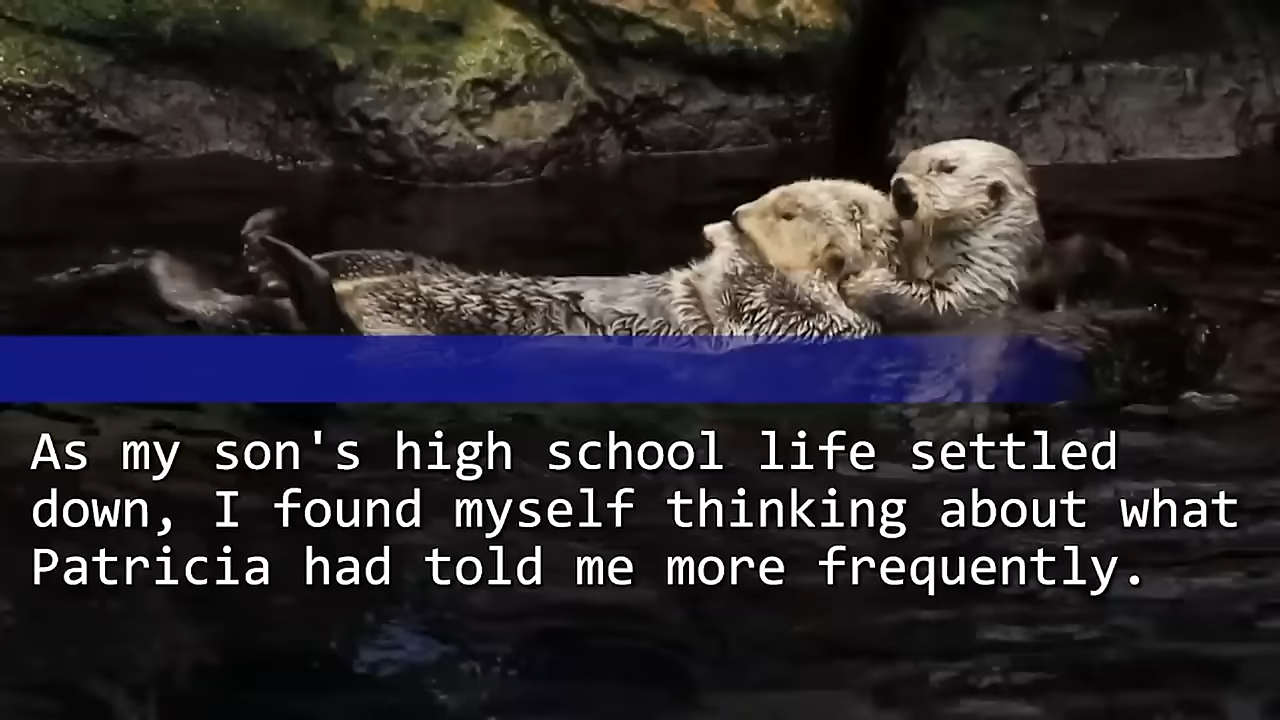 As my son's high school life settled
down, I found myself thinking about what
Patricia had told me more frequently.